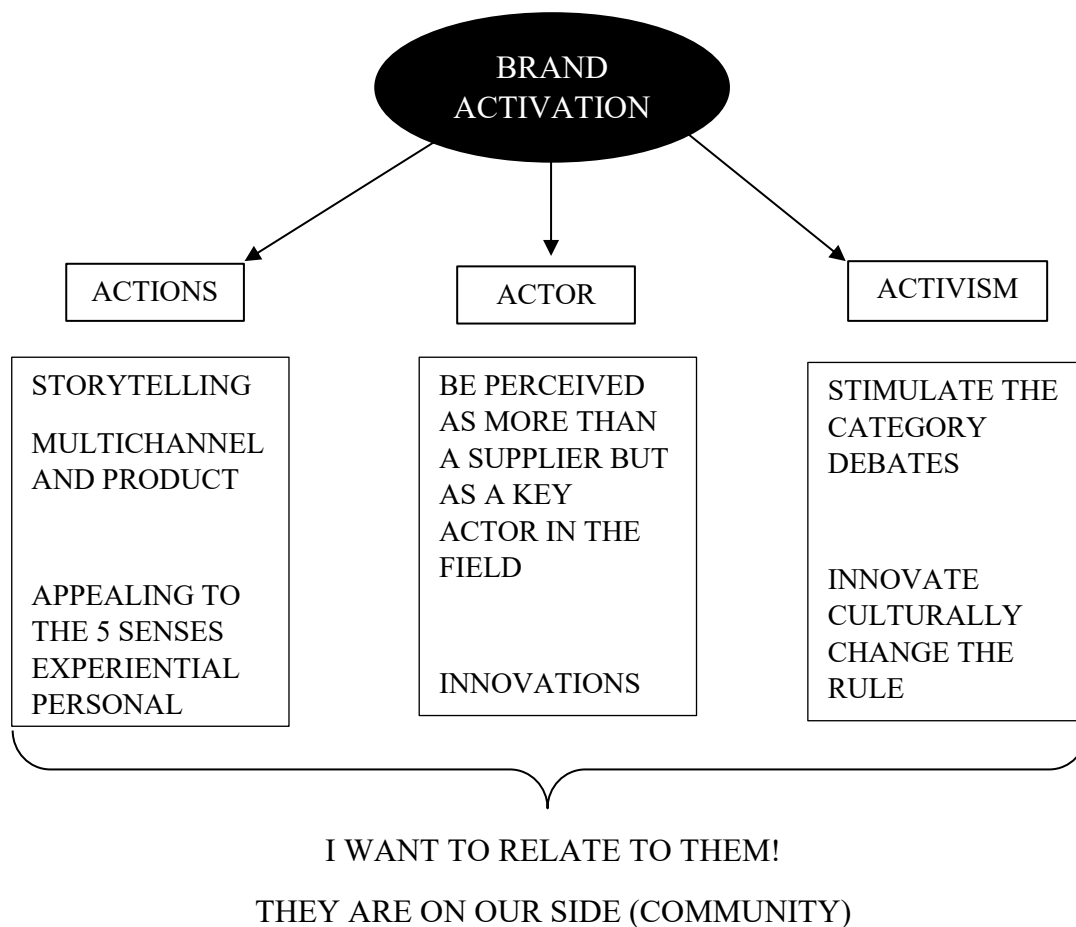 BRAND
ACTIVATION
ACTIONS
ACTOR
ACTIVISM
STORYTELLING
MULTICHANNEL
AND PRODUCT
APPEALING TO
THE 5 SENSES
EXPERIENTIAL
PERSONAL
BE PERCEIVED
AS MORE THAN
A SUPPLIER BUT
AS A KEY
ACTOR IN THE
FIELD
INNOVATIONS
STIMULATE THE
CATEGORY
DEBATES
INNOVATE
CULTURALLY
CHANGE THE
RULE
I WANT TO RELATE TO THEM!
THEY ARE ON OUR SIDE (COMMUNITY)